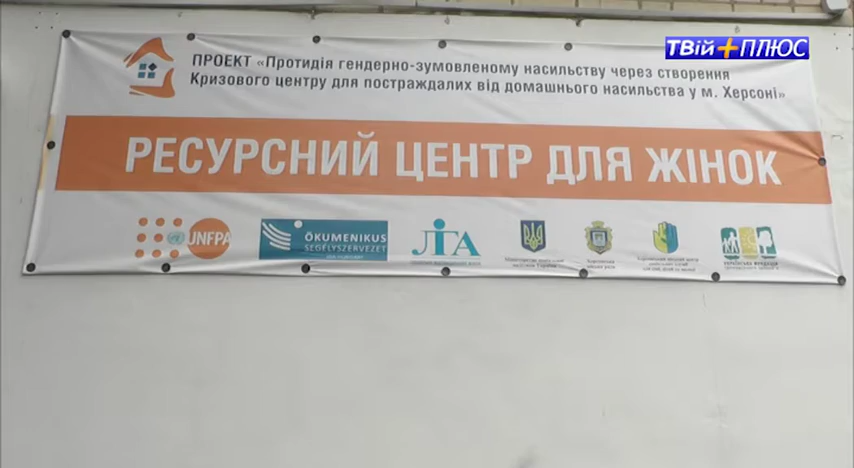 ТВій+ПЛЮС
ПРОЕКТ «Протидія гендерно-зумовленому насильству через створення
Кризового центру для постраждалих від домашнього насильства у м. Херсоні»
РЕСУРСНИЙ ЦЕНТР ДЛЯ ЖІНОК
UNFPA
ÖKUMENIKUS
SEGÉLYSZERVEZET
ЛІГА